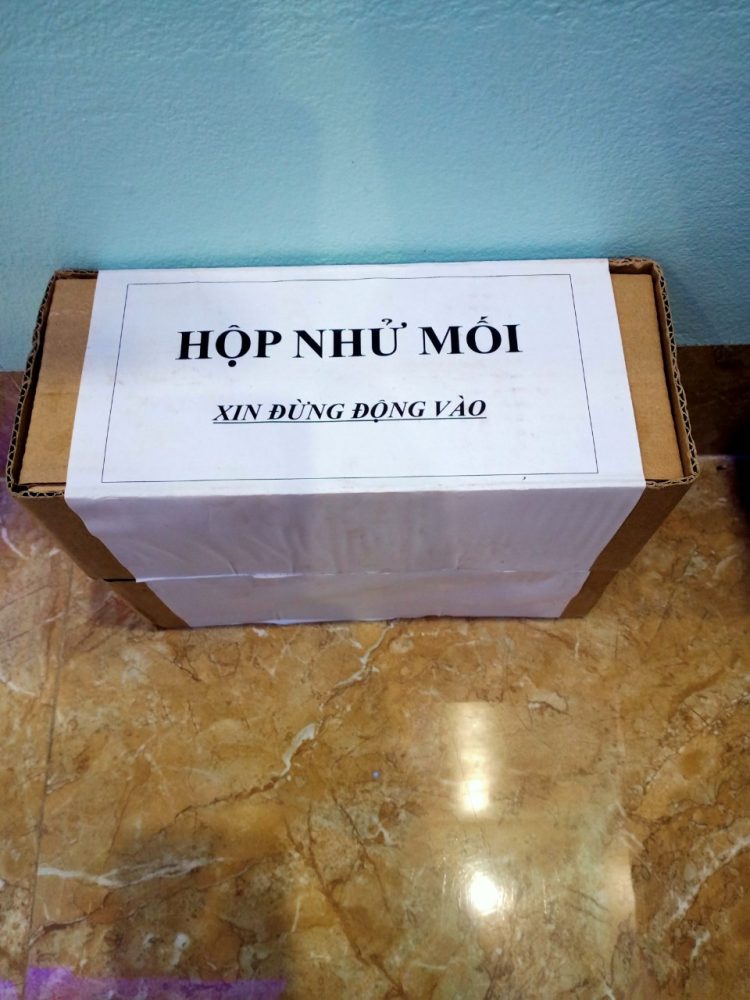 HỘP NHỬ MỐI
XIN ĐỪNG ĐỘNG VÀO